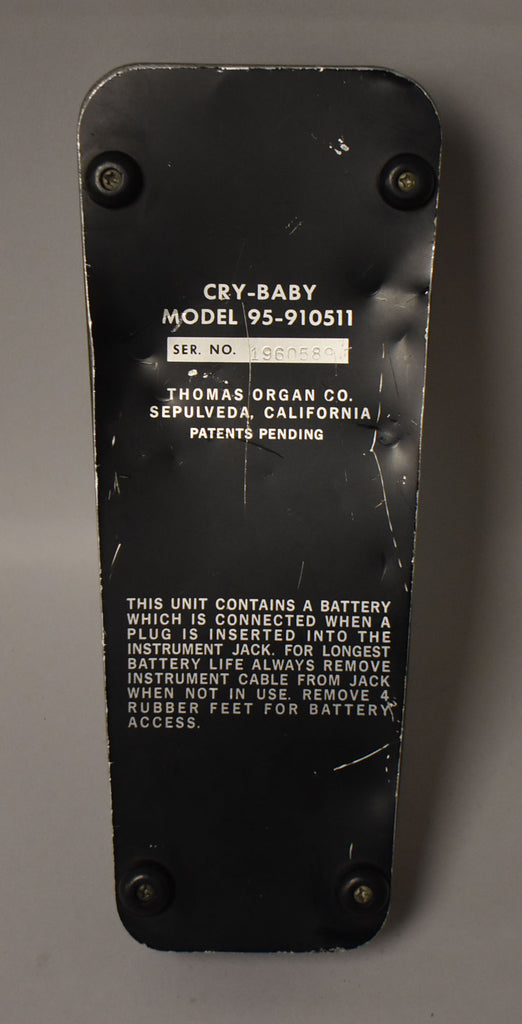 CRY-BABY
MODEL 95-910511
SER. NO. 1960589
THOMAS ORGAN CO.
SEPULVEDA, CALIFORNIA
PATENTS PENDING
THIS UNIT CONTAINS A BATTERY
WHICH IS CONNECTED WHEN A
PLUG IS INSERTED INTO THE
INSTRUMENT JACK. FOR LONGEST
BATTERY LIFE ALWAYS REMOVE
INSTRUMENT CABLE FROM JACK
WHEN NOT IN USE. REMOVE 4
RUBBER FEET FOR BATTERY
ACCESS.